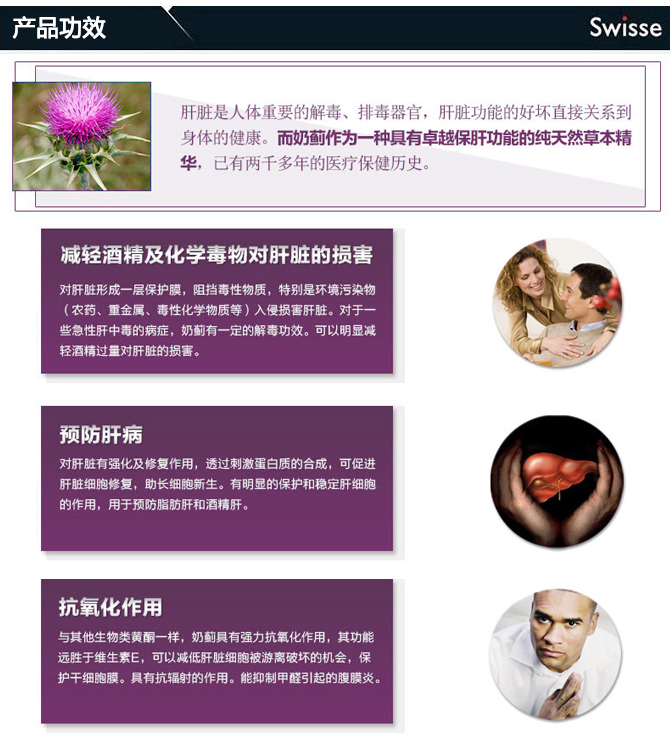 产品功效
Swisse
肝脏是人体重要的解毒、排毒器官，肝脏功能的好坏直接关系到
身体的健康。而奶蓟作为一种具有卓越保肝功能的纯天然草本精
华，已有两千多年的医疗保健历史。
减轻酒精及化学毒物对肝脏的损害
对肝脏形成一层保护膜，阻挡毒性物质，特别是环境污染物
（农药、重金属、毒性化学物质等）入侵损害肝脏。对于一
些急性肝中毒的病症，奶蓟有一定的解毒功效。可以明显减
轻酒精过量对肝脏的损害。
预防肝病
对肝脏有强化及修复作用，透过刺激蛋白质的合成，可促进
肝脏细胞修复，助长细胞新生。有明显的保护和稳定肝细胞
的作用，用于预防脂肪肝和酒精肝。
抗氧化作用
与其他生物类黄酮一样，奶蓟具有强力抗氧化作用，其功能
远胜于维生素E，可以减低肝脏细胞被游离破坏的机会，保
护干细胞膜。具有抗辐射的作用。能抑制甲醛引起的腹膜炎。